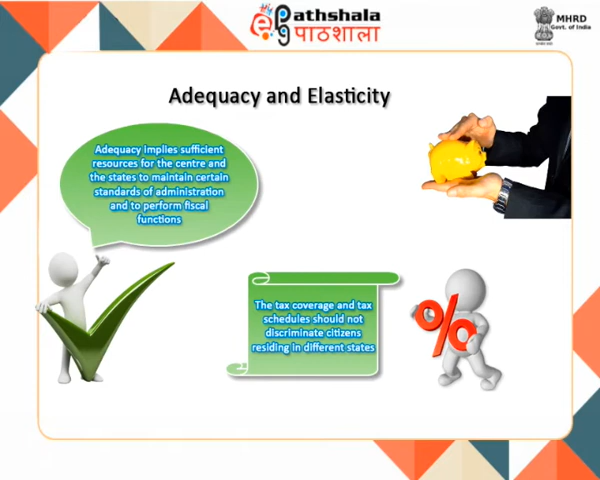 e Pathshala
पाठशाला
MHRD
Govt. of India
Adequacy and Elasticity
Adequacy implies sufficient
resources for the centre and
the states to maintain certain
standards of administration
and to perform fiscal
functions
The tax coverage and tax
schedules should not
discriminate citizens
residing in different states
%